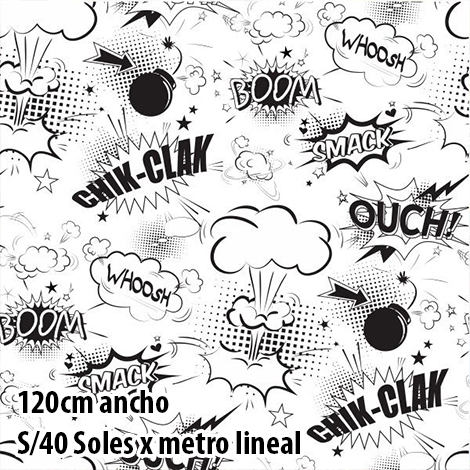 WHOOSH
BOOM
SMACK
CHIK-CLAK
OUCH!
WHOOSH
BOOM
SMACK
CHIK-CLAK
120cm ancho
S/40 Soles x metro lineal